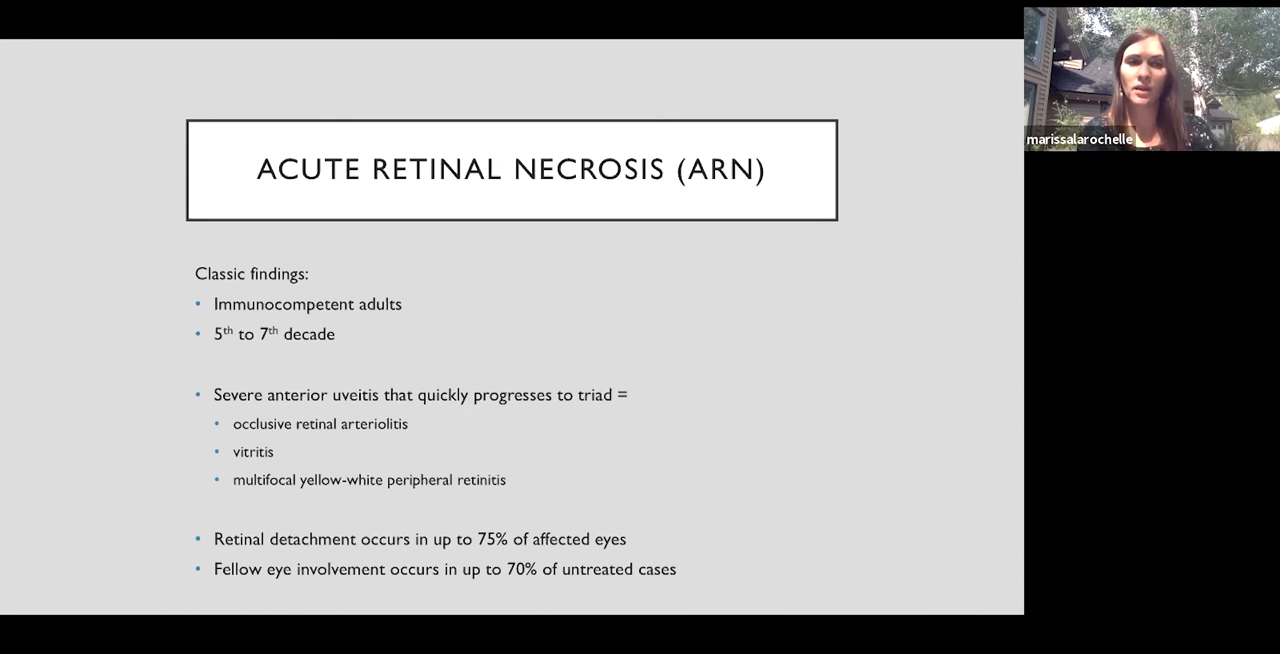 ACUTE RETINAL NECROSIS (ARN)
Classic findings:
• Immunocompetent adults
• 5th to 7th decade
• Severe anterior uveitis that quickly progresses to triad =
• occlusive retinal arteriolitis
• vitritis
• multifocal yellow-white peripheral retinitis
• Retinal detachment occurs in up to 75% of affected eyes
• Fellow eye involvement occurs in up to 70% of untreated cases
marissalarochelle